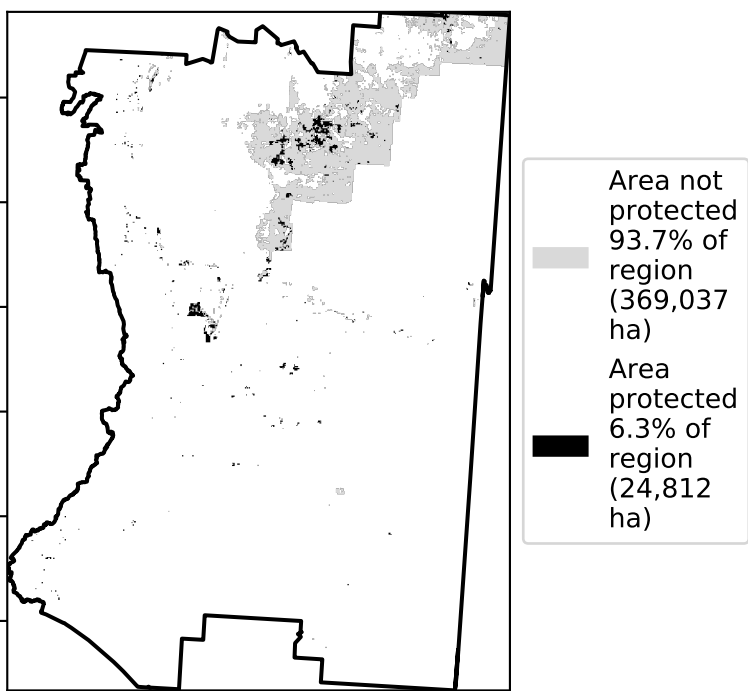 Area not
protected
93.7% of
region
(369,037
ha)
Area
protected
6.3% of
region
(24,812
ha)